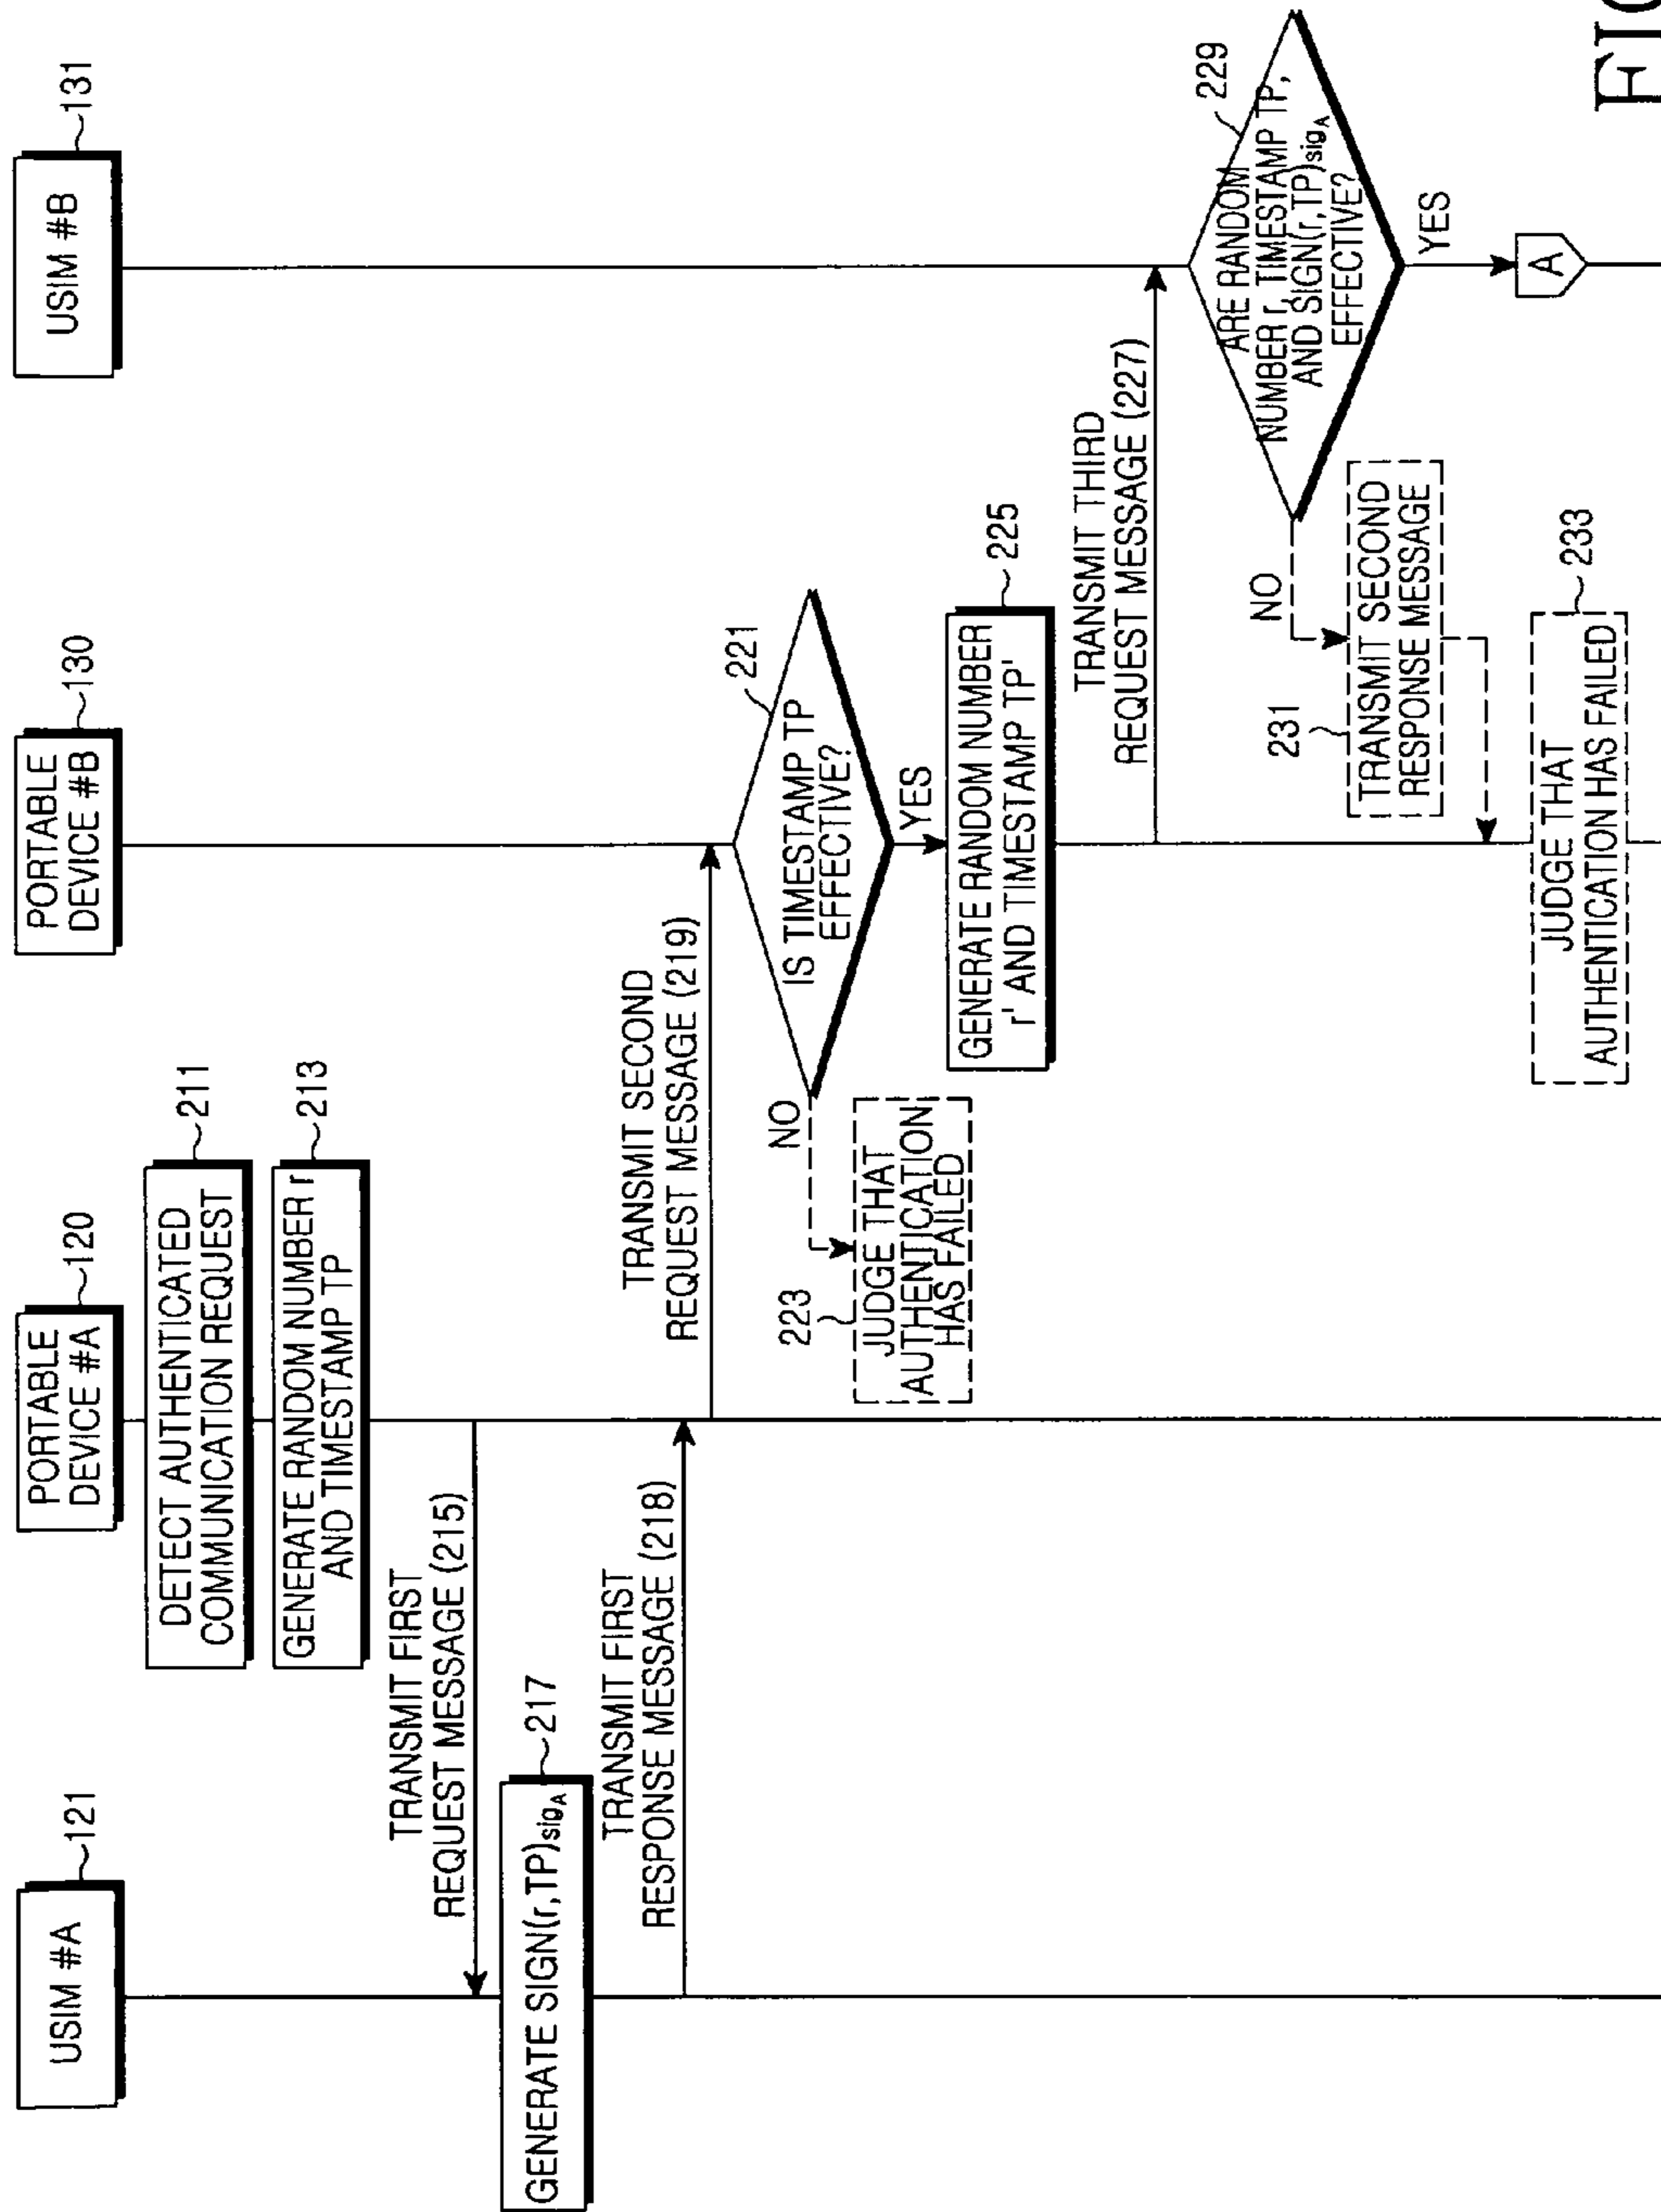 USIM #A
121
PORTABLE
DEVICE #A
120
PORTABLE
DEVICE #B
130
USIM #B
131
DETECT AUTHENTICATED
COMMUNICATION REQUEST
211
GENERATE RANDOM NUMBER r
AND TIMESTAMP TP
213
TRANSMIT FIRST
REQUEST MESSAGE (215)
GENERATE SIGN(r,TP)sigA
217
TRANSMIT FIRST
RESPONSE MESSAGE (218)
TRANSMIT SECOND
REQUEST MESSAGE (219)
IS TIMESTAMP TP
EFFECTIVE?
221
NO
YES
223
JUDGE THAT
AUTHENTICATION
HAS FAILED
GENERATE RANDOM NUMBER
r' AND TIMESTAMP TP'
225
TRANSMIT THIRD
REQUEST MESSAGE (227)
ARE RANDOM
NUMBER r, TIMESTAMP TP,
AND SIGN(r,TP)sigA
EFFECTIVE?
229
NO
YES
231
TRANSMIT SECOND
RESPONSE MESSAGE
A
JUDGE THAT
AUTHENTICATION HAS FAILED
233